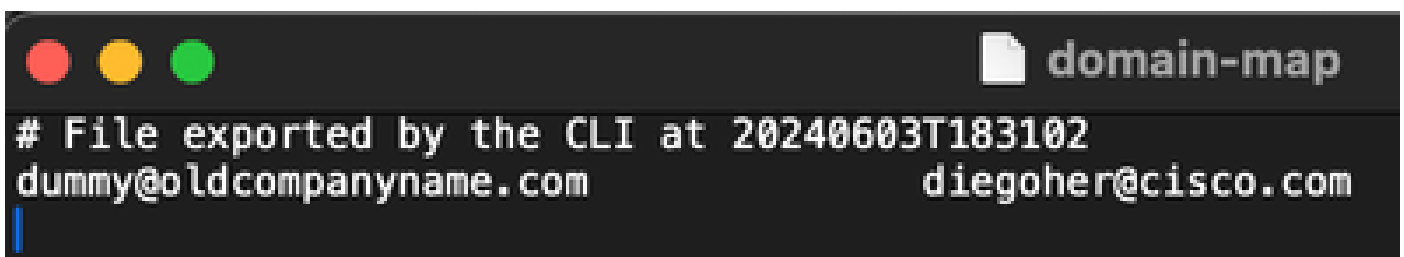 domain-map
# File exported by the CLI at 20240603T183102
dummy@oldcompanyname.com diegoher@cisco.com